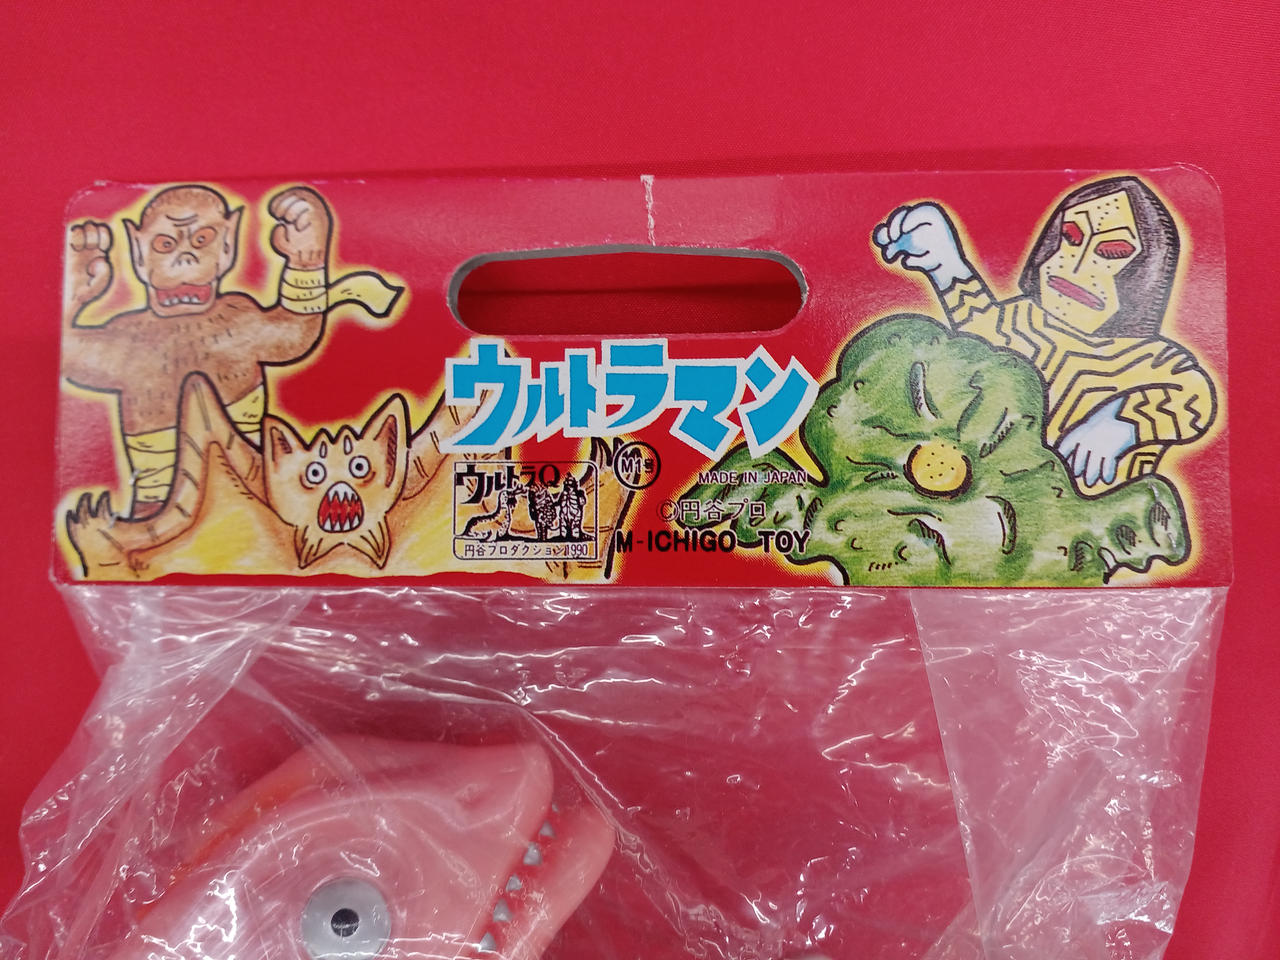 ウルトラマン
ウルトラQ
円谷プロダクション1990
M1号
MADE IN JAPAN
©円谷プロ
M-ICHIGO TOY